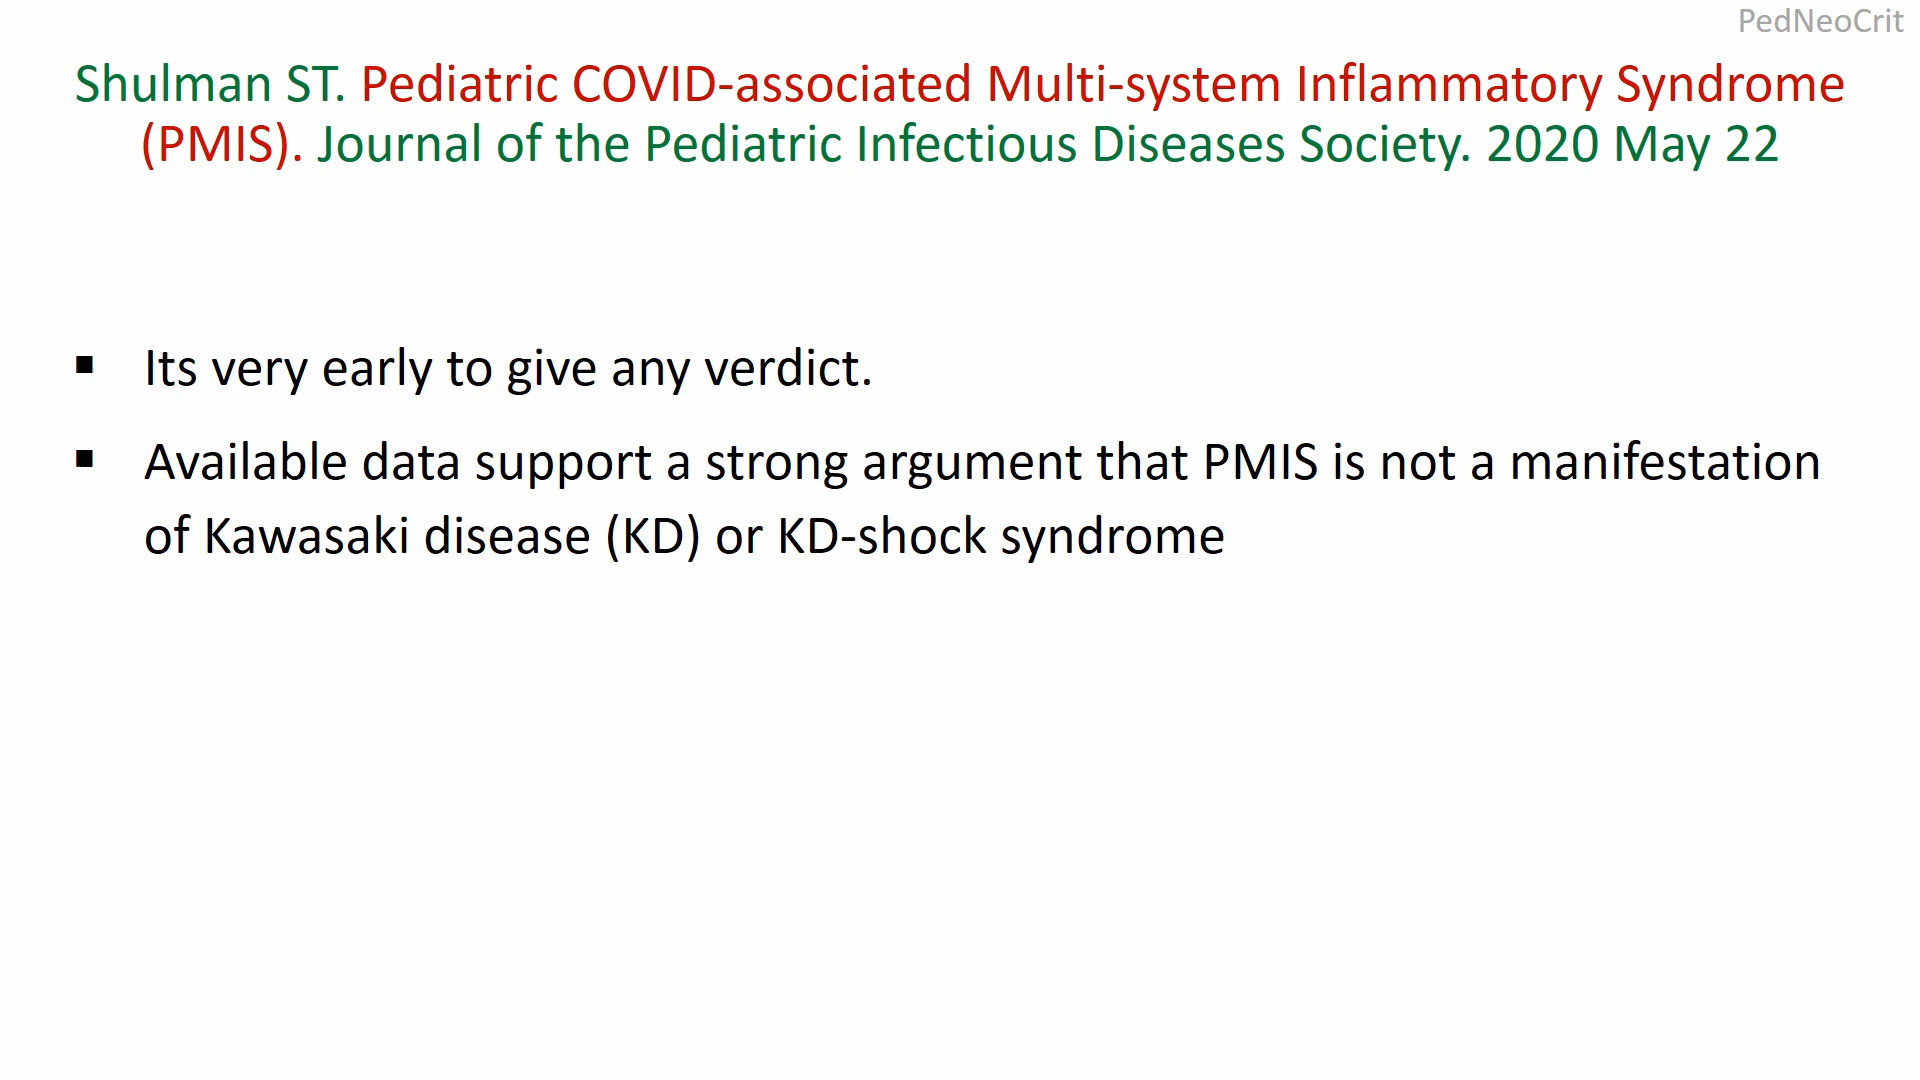 PedNeoCrit
Shulman ST. Pediatric COVID-associated Multi-system Inflammatory Syndrome
(PMIS). Journal of the Pediatric Infectious Diseases Society. 2020 May 22
▪ Its very early to give any verdict.
▪ Available data support a strong argument that PMIS is not a manifestation
of Kawasaki disease (KD) or KD-shock syndrome